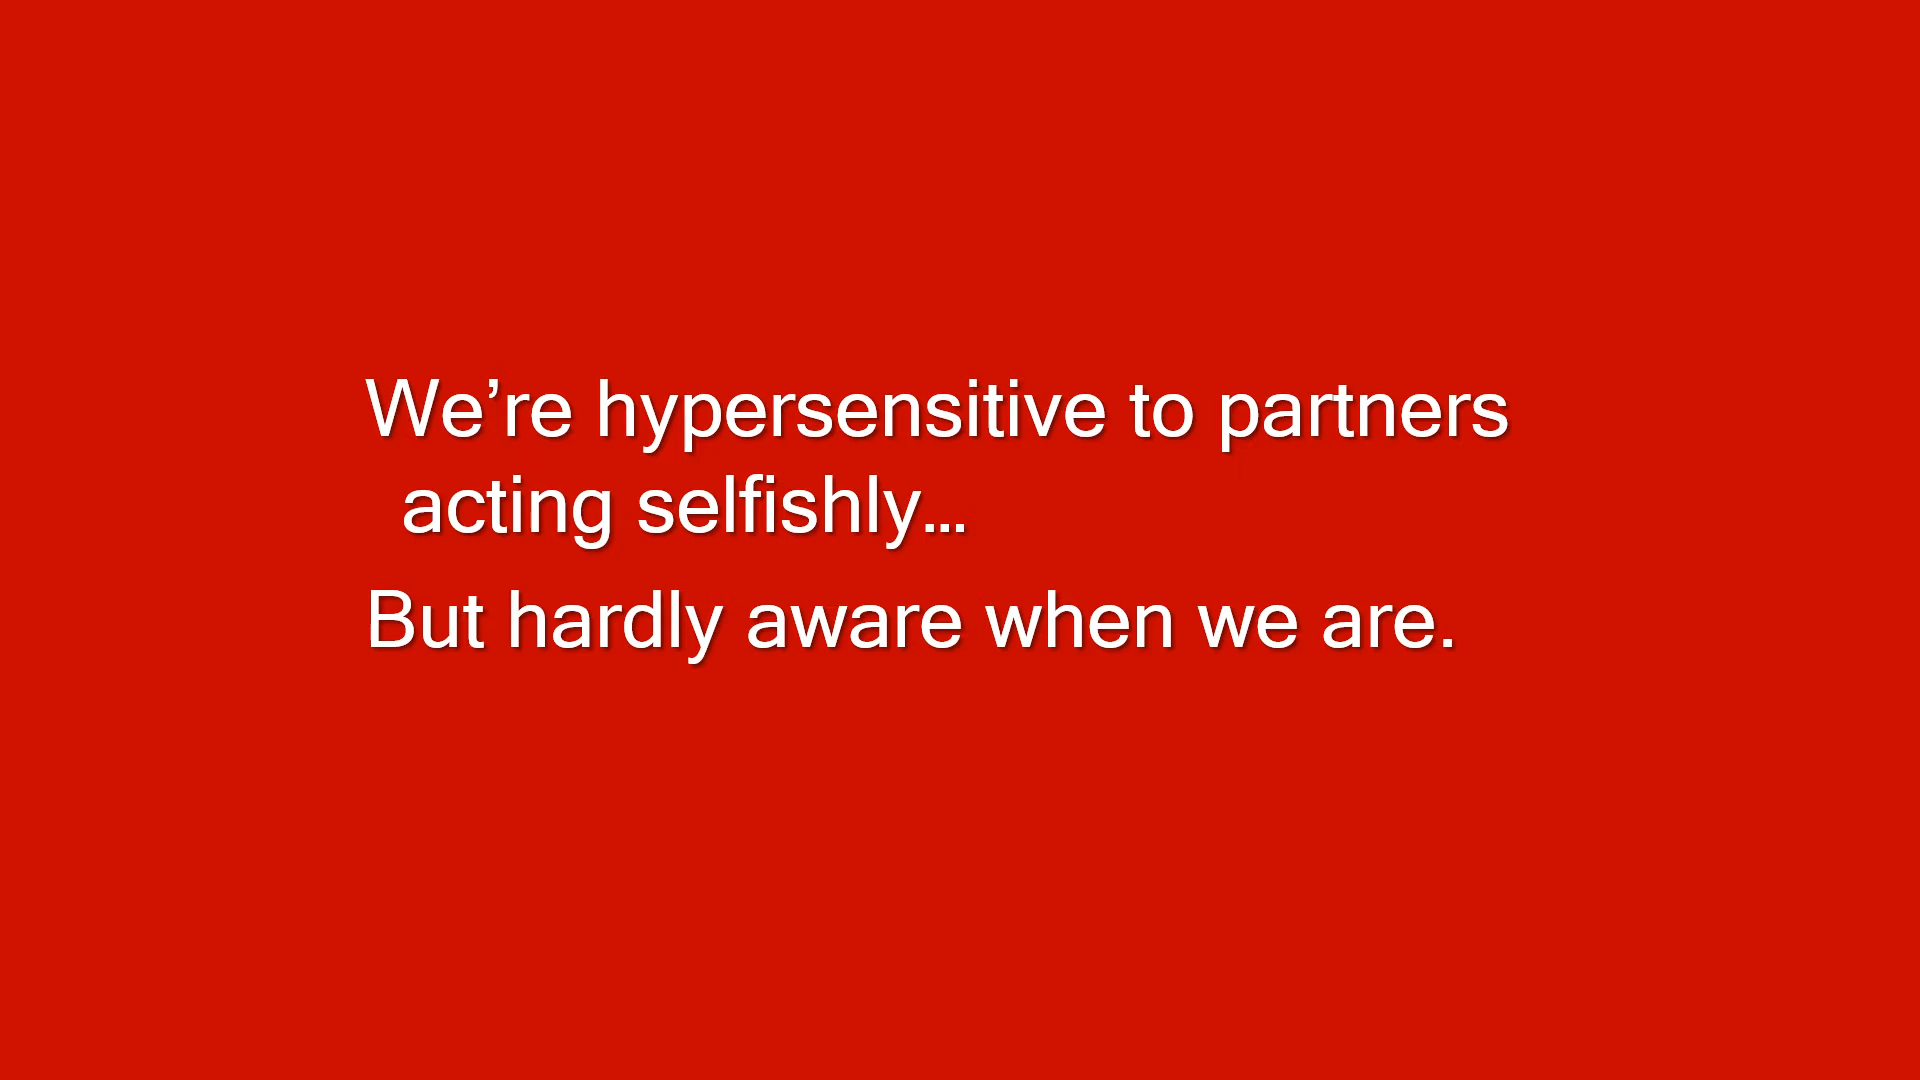 We’re hypersensitive to partners
acting selfishly...
But hardly aware when we are.